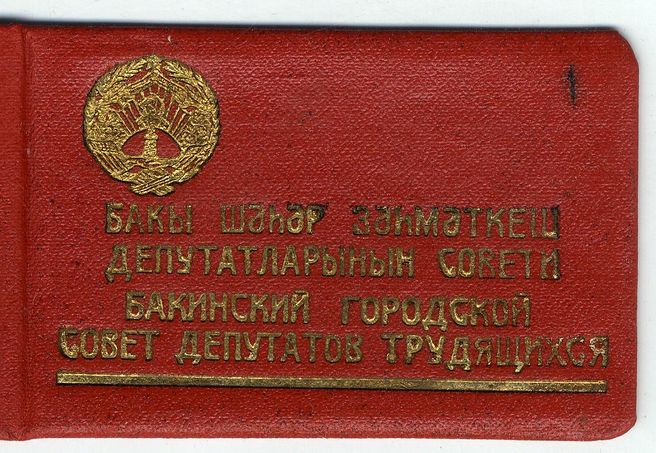 БАКЫ ШӘҺӘР ЗӘҺМӘТКЕШ
ДЕПУТАТЛАРЫНЫН СОВЕТИ
БАКИНСКИЙ ГОРОДСКОЙ
СОВЕТ ДЕПУТАТОВ ТРУДЯЩИХСЯ